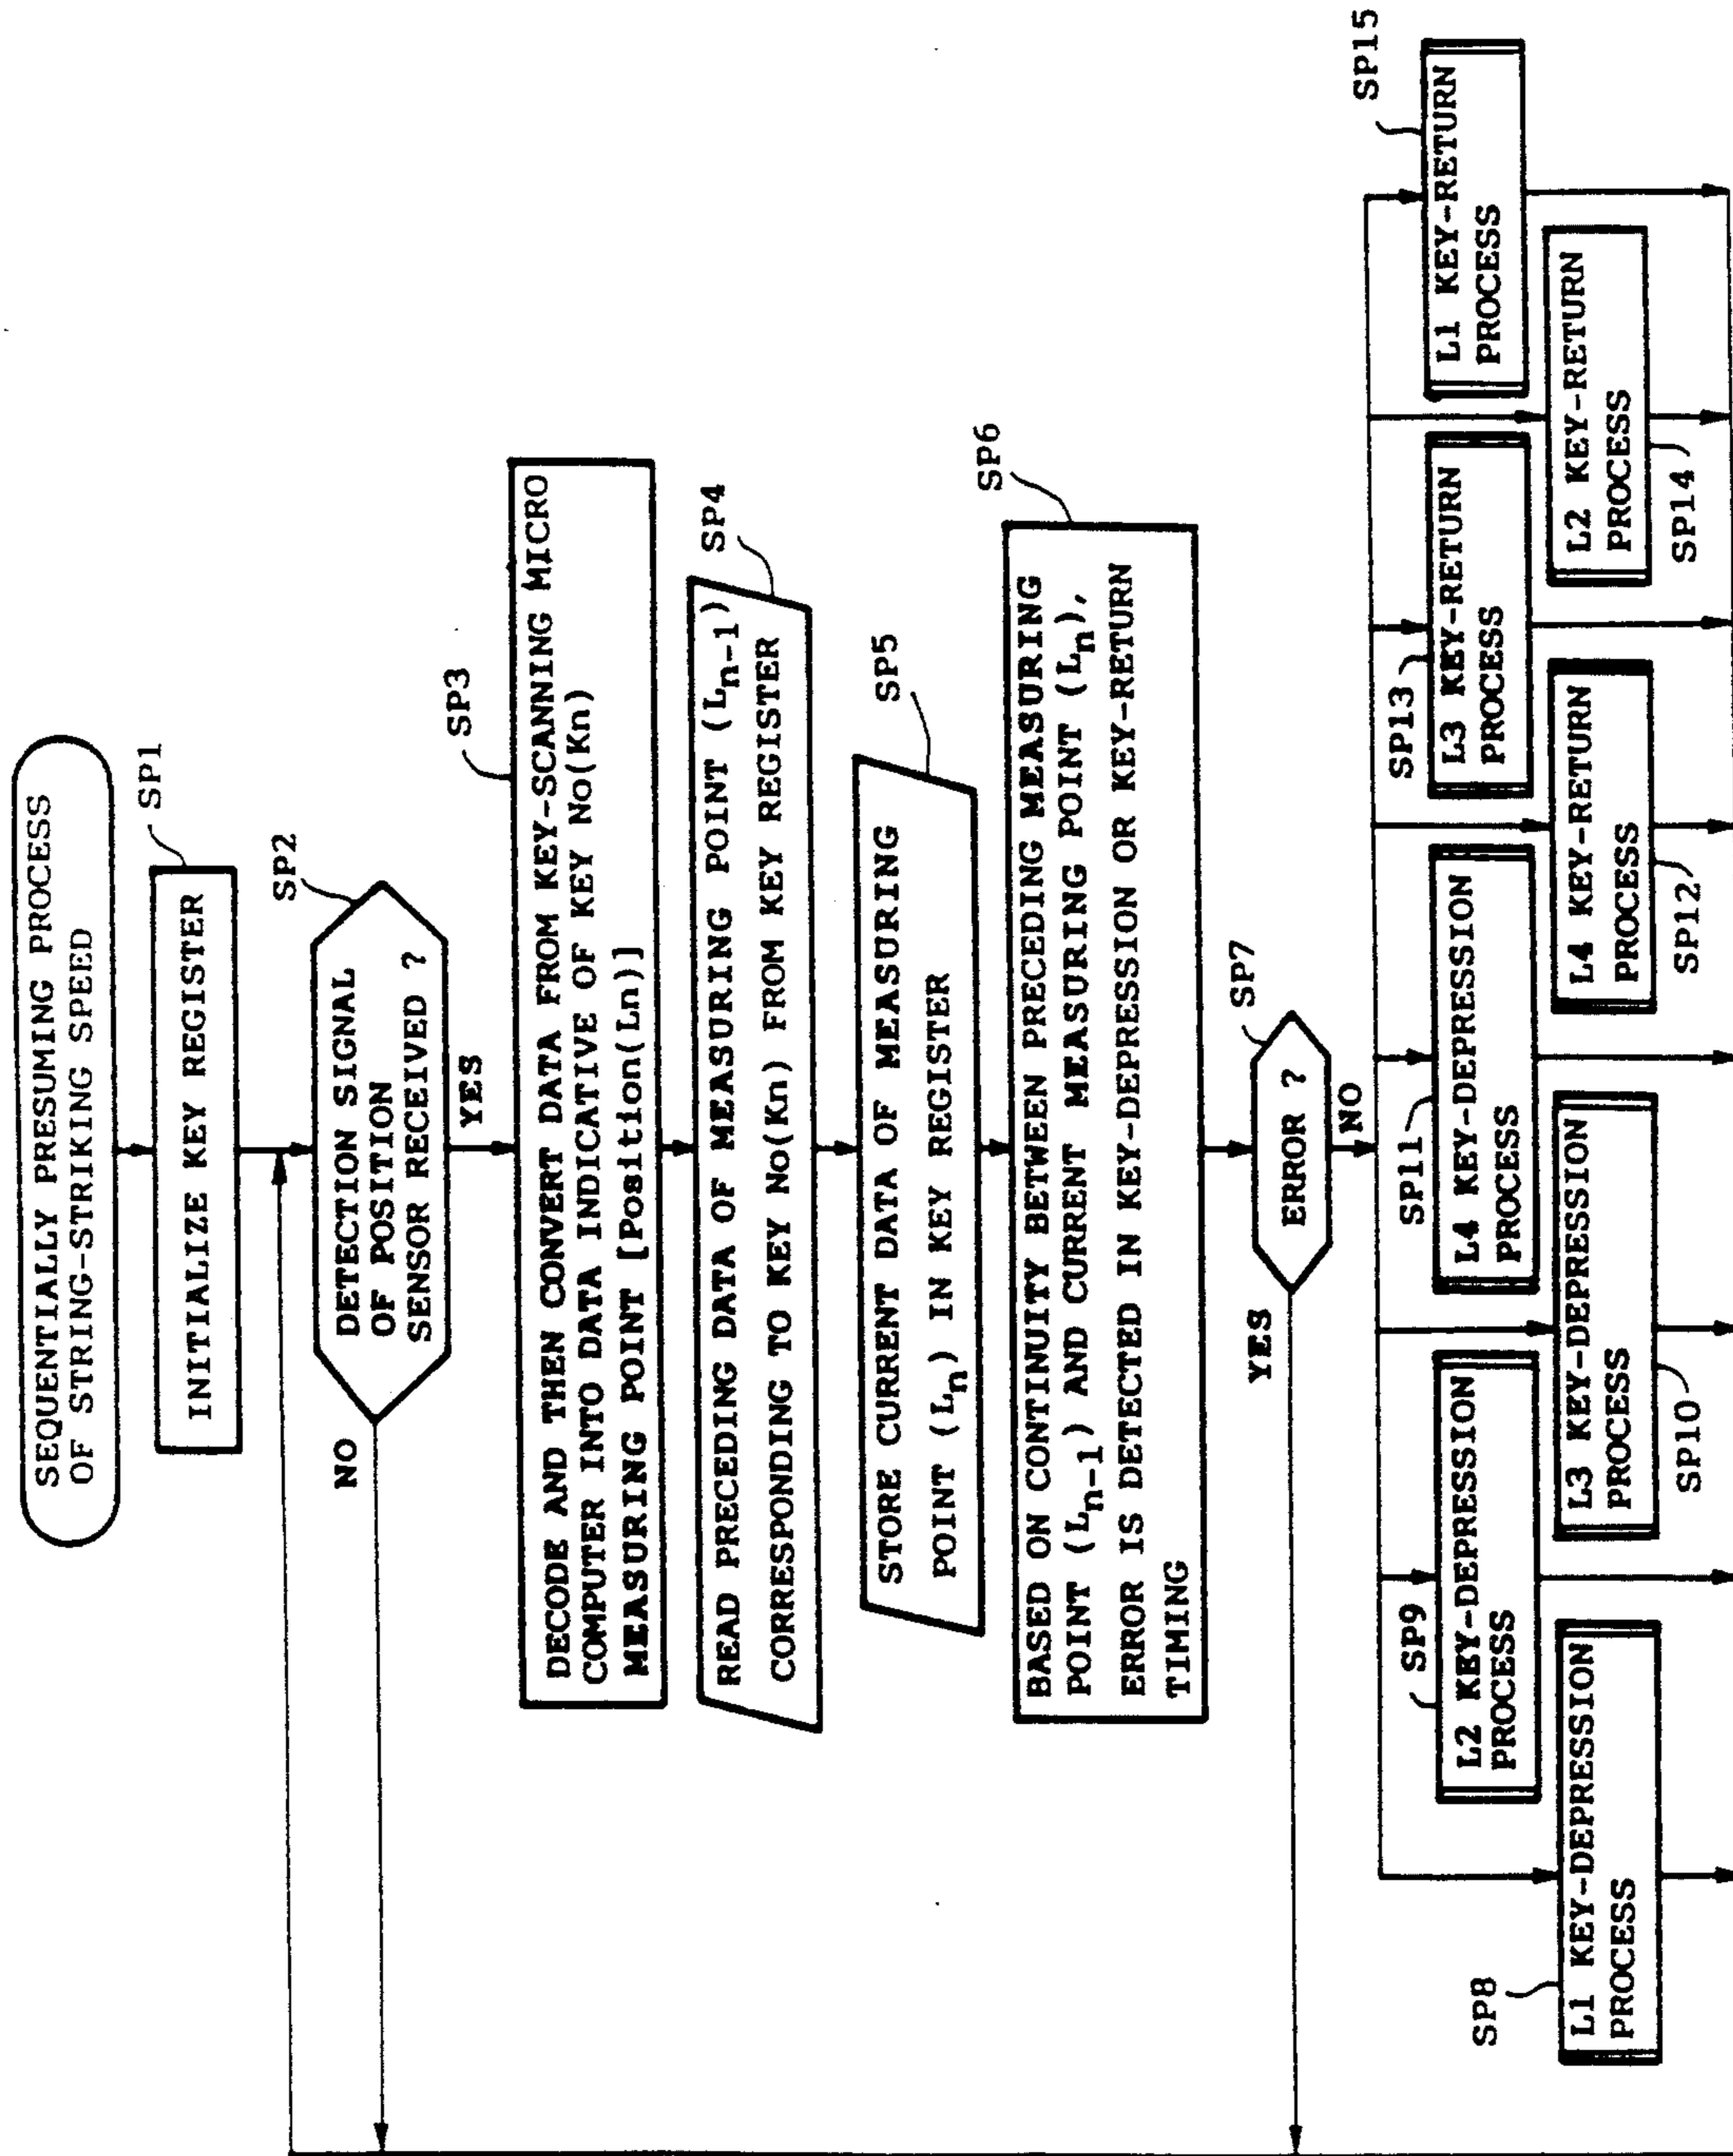 SEQUENTIALLY PRESUMING PROCESS
OF STRING-STRIKING SPEED
SP1
INITIALIZE KEY REGISTER
SP2
DETECTION SIGNAL
OF POSITION
SENSOR RECEIVED ?
NO
YES
SP3
DECODE AND THEN CONVERT DATA FROM KEY-SCANNING MICRO
COMPUTER INTO DATA INDICATIVE OF KEY NO(Kn)
MEASURING POINT [Position(Ln)]
SP4
READ PRECEDING DATA OF MEASURING POINT (Ln-1)
CORRESPONDING TO KEY No(Kn) FROM KEY REGISTER
SP5
STORE CURRENT DATA OF MEASURING
POINT (Ln) IN KEY REGISTER
SP6
BASED ON CONTINUITY BETWEEN PRECEDING MEASURING
POINT (Ln-1) AND CURRENT MEASURING POINT (Ln),
ERROR IS DETECTED IN KEY-DEPRESSION OR KEY-RETURN
TIMING
SP7
ERROR ?
YES
NO
SP8
L1 KEY-DEPRESSION
PROCESS
SP9
L2 KEY-DEPRESSION
PROCESS
L3 KEY-DEPRESSION
PROCESS
SP10
SP11
L4 KEY-DEPRESSION
PROCESS
L4 KEY-RETURN
PROCESS
SP12
SP13
L3 KEY-RETURN
PROCESS
L2 KEY-RETURN
PROCESS
SP14
SP15
L1 KEY-RETURN
PROCESS